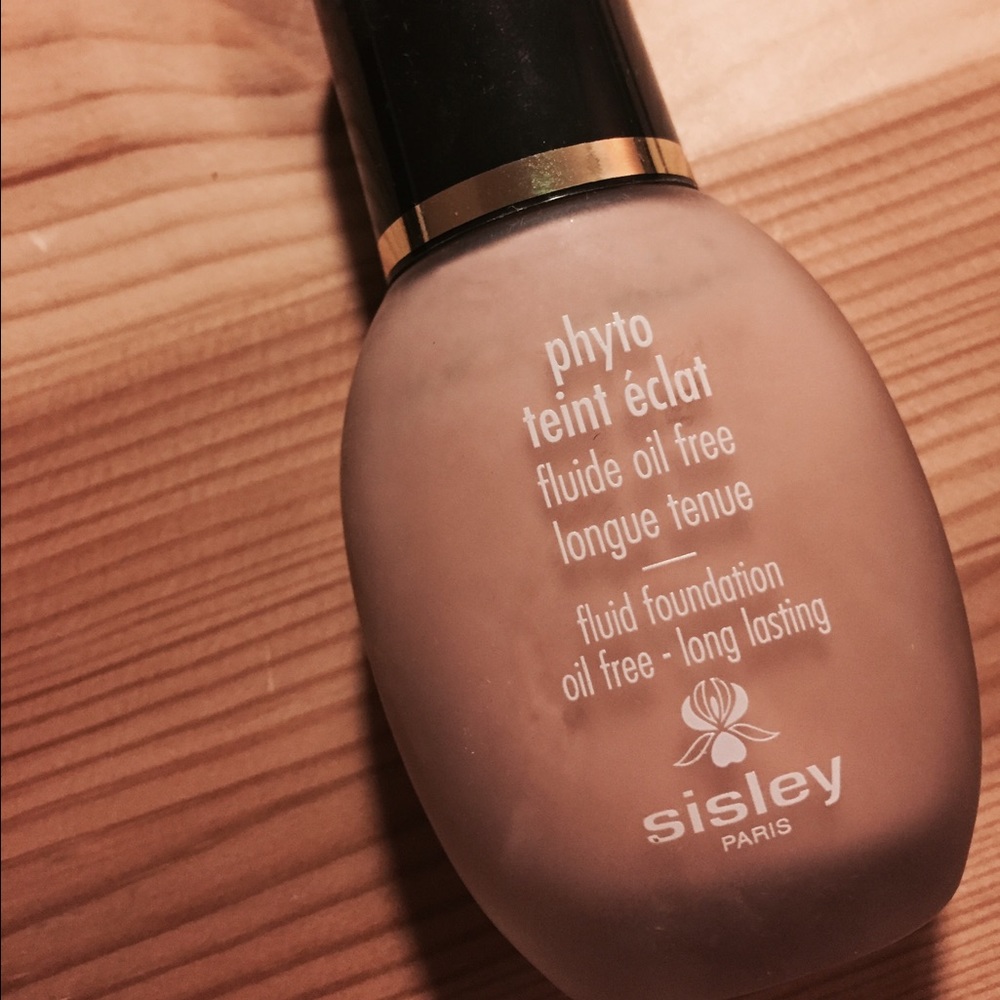 phyto
teint éclat
fluide oil free
longue tenue
fluid foundation
oil free - long lasting
sisley
PARIS